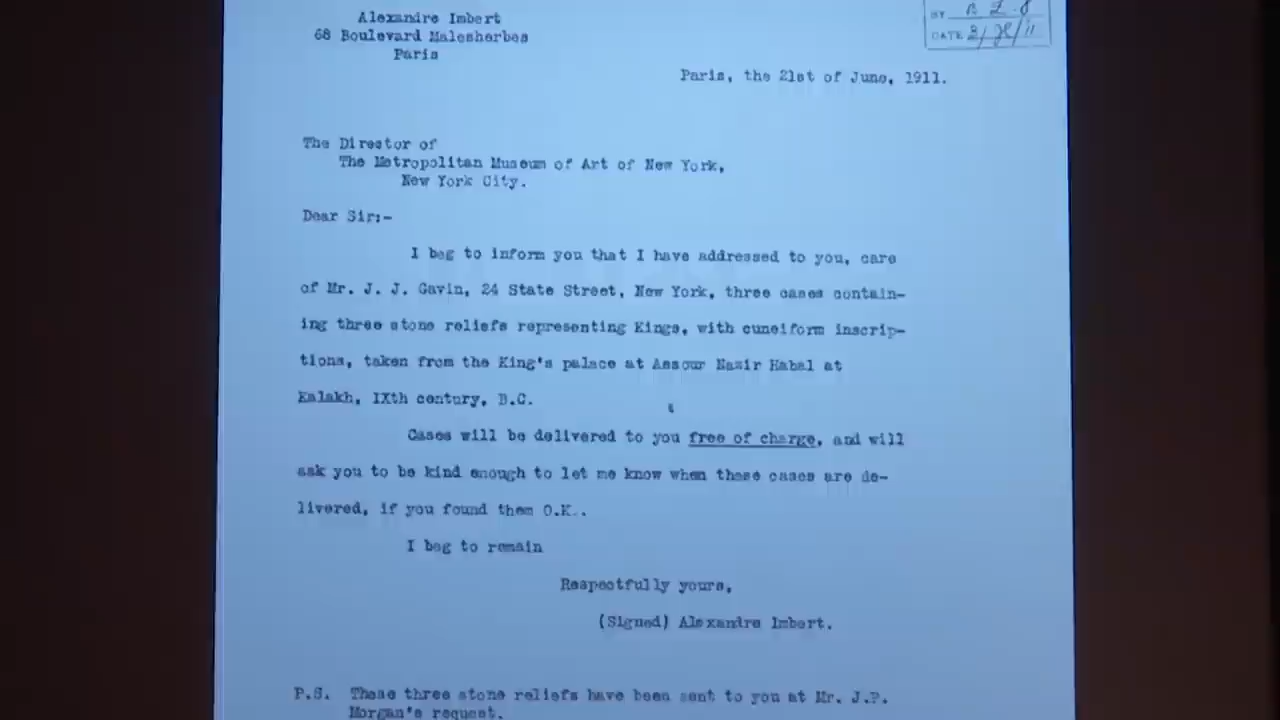 Alexandre Imbert
68 Boulevard Malesherbes
Paris
BY
DATE
Paris, the 21st of June, 1911.
The Director of
The Metropolitan Museum of Art of New York,
New York City.
Dear Sir:-
I beg to inform you that I have addressed to you, care
of Mr. J. J. Gavin, 24 State Street, New York, three cases contain-
ing three stone reliefs representing Kings, with cuneiform inscrip-
tions, taken from the King's palace at Assour Nazir Habal at
Kalakh, IXth century, B.C.
Cases will be delivered to you free of charge, and will
ask you to be kind enough to let me know when these cases are de-
livered, if you found them O.K..
I beg to remain
Respectfully yours,
(Signed) Alexandre Imbert.
P.S. These three stone reliefs have been sent to you at Mr. J.P.
Morgan's request.